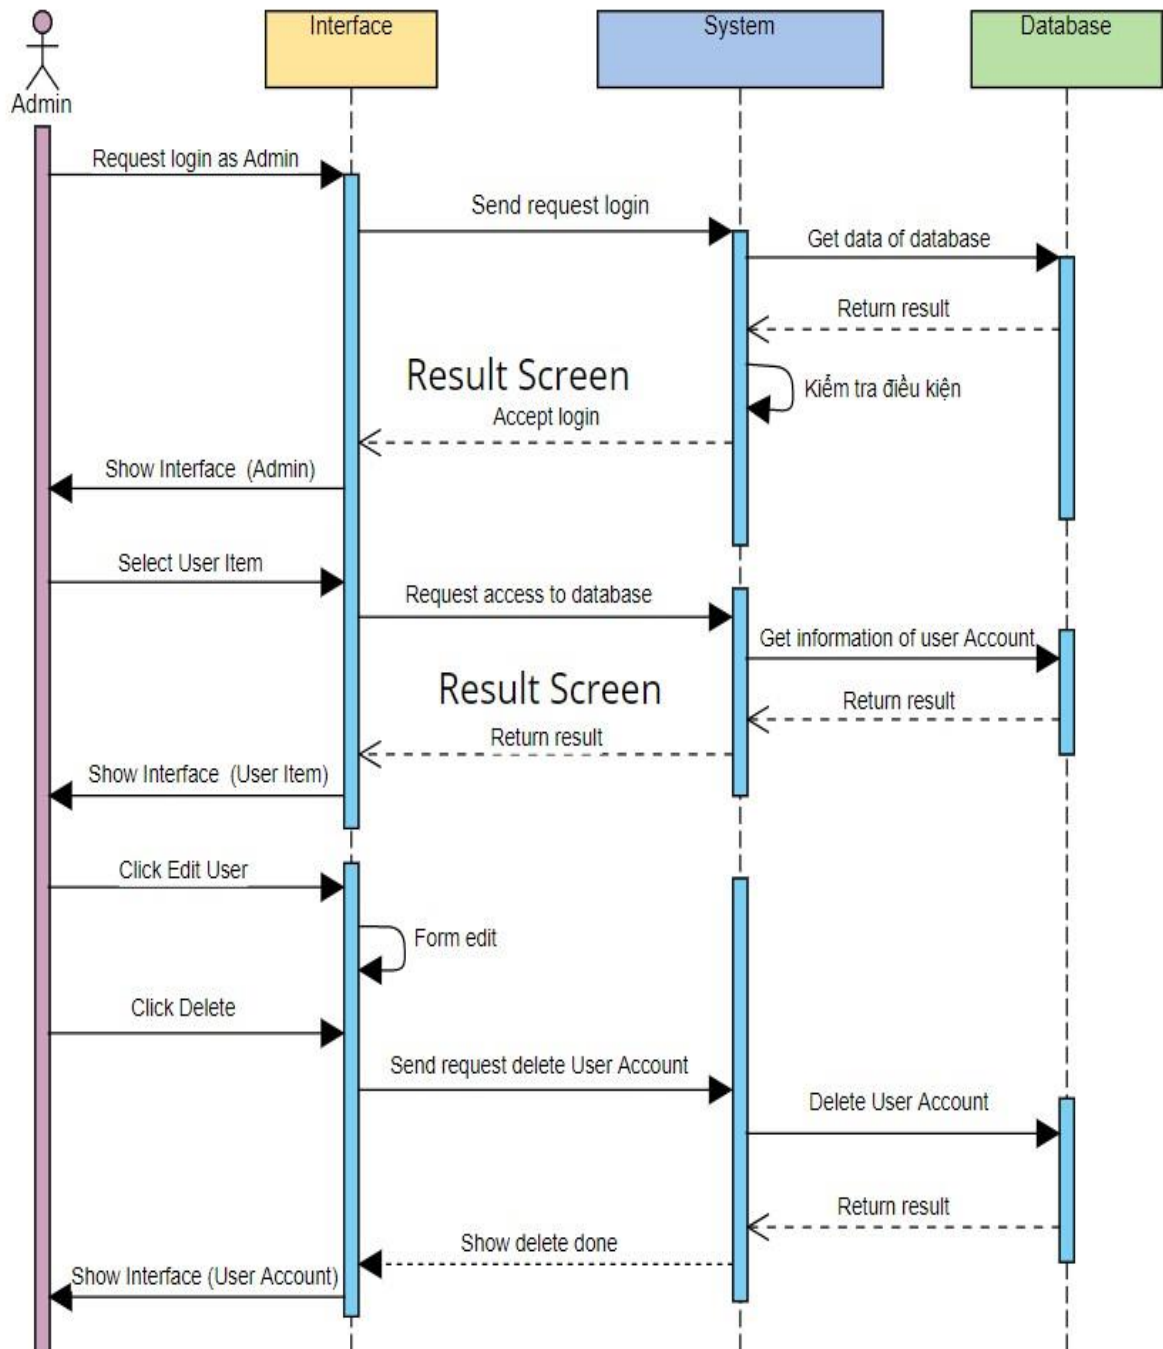 Interface
System
Database
Admin
Request login as Admin
Send request login
Get data of database
Return result
Result Screen
Kiểm tra điều kiện
Accept login
Show Interface (Admin)
Select User Item
Request access to database
Get information of user Account
Result Screen
Return result
Return result
Show Interface (User Item)
Click Edit User
Form edit
Click Delete
Send request delete User Account
Delete User Account
Return result
Show delete done
Show Interface (User Account)